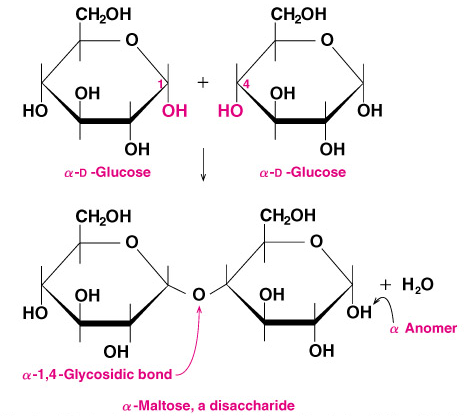 CH₂OH CH₂OH
O O
1 + 4
OH OH
HO OH HO OH
OH OH
α-D -Glucose α-D -Glucose
CH₂OH CH₂OH
O O
+ H₂O
OH O OH
HO OH
α Anomer
OH OH
α-1,4-Glycosidic bond
α-Maltose, a disaccharide